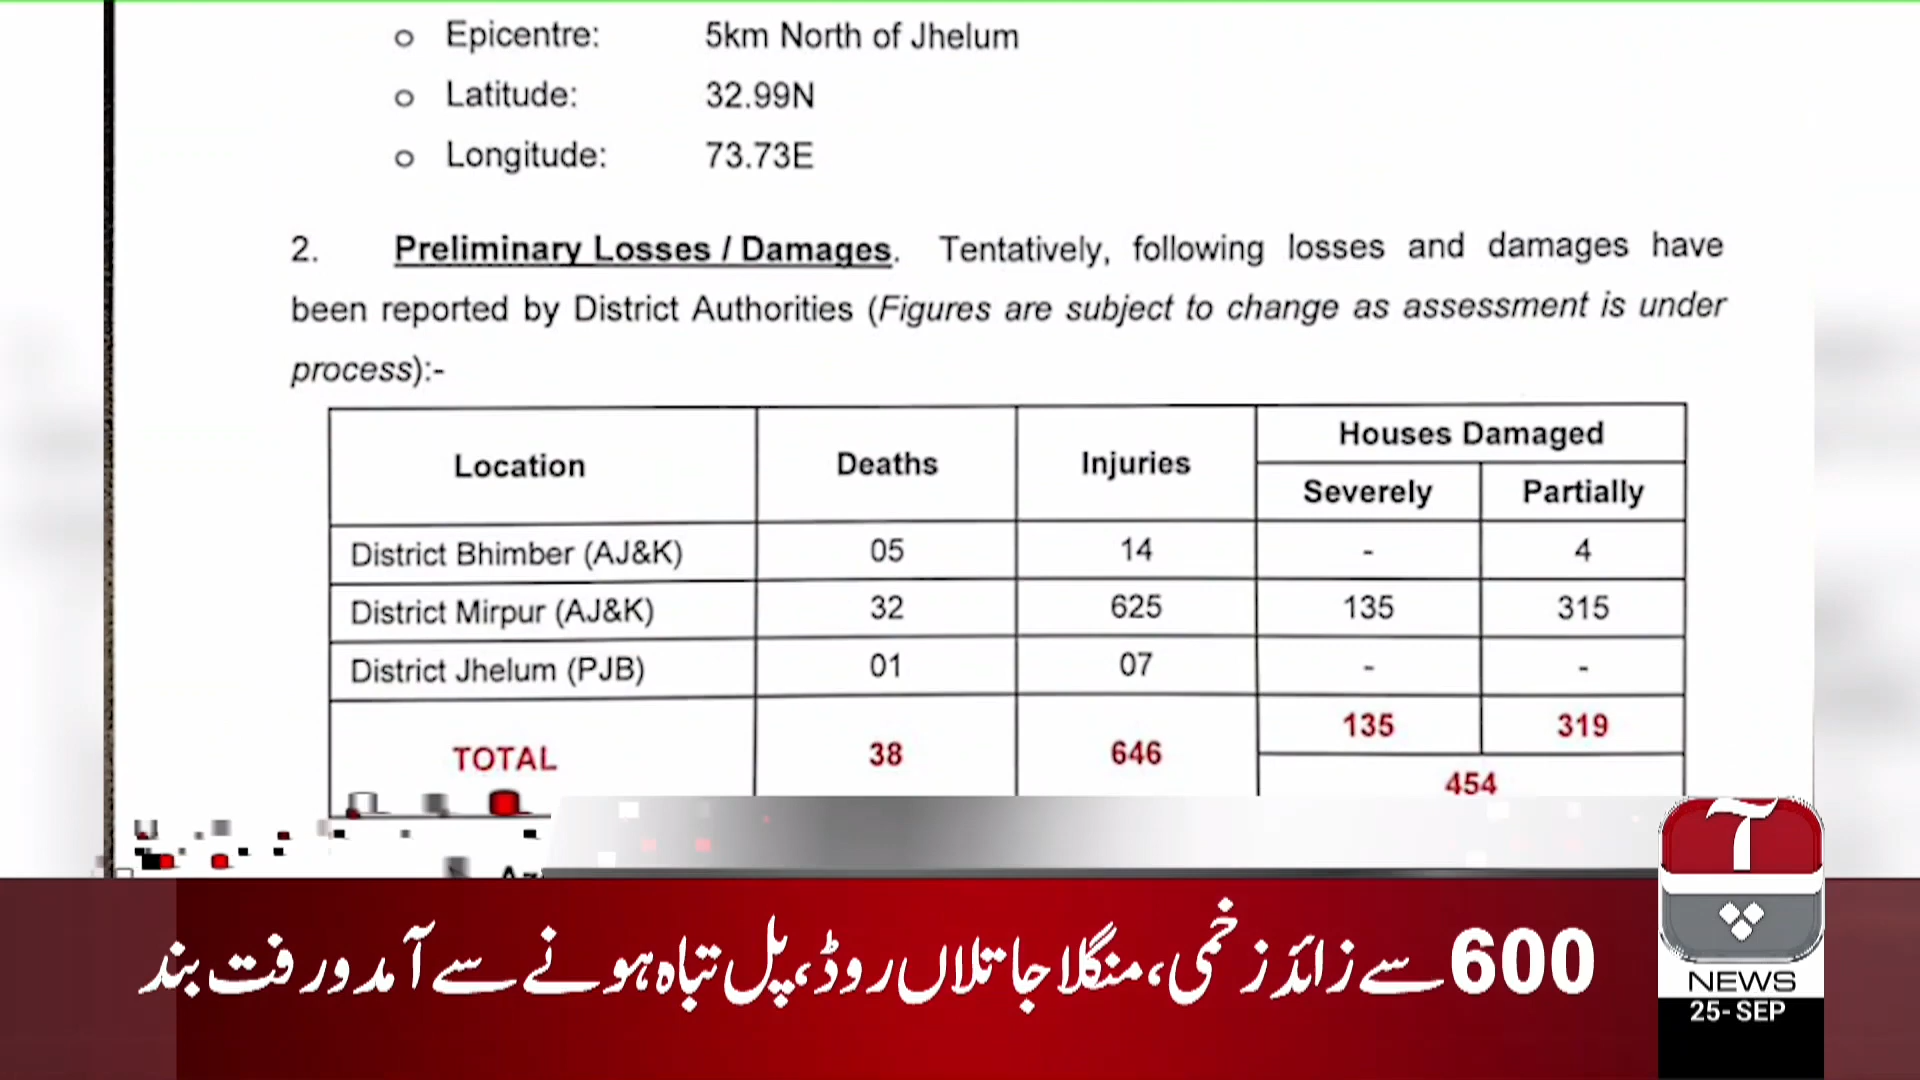 o Epicentre: 5km North of Jhelum
o Latitude: 32.99N
o Longitude: 73.73E
2. Preliminary Losses / Damages. Tentatively, following losses and damages have
been reported by District Authorities (Figures are subject to change as assessment is under
process):-
Location Deaths Injuries Houses Damaged
Severely Partially
District Bhimber (AJ&K) 05 14 - 4
District Mirpur (AJ&K) 32 625 135 315
District Jhelum (PJB) 01 07 - -
TOTAL 38 646 135 319
454
600 سے زائد زخمی، منگلا جاتلاں روڈ، پل تباہ ہونے سے آمدورفت بند
آپ
NEWS
25- SEP